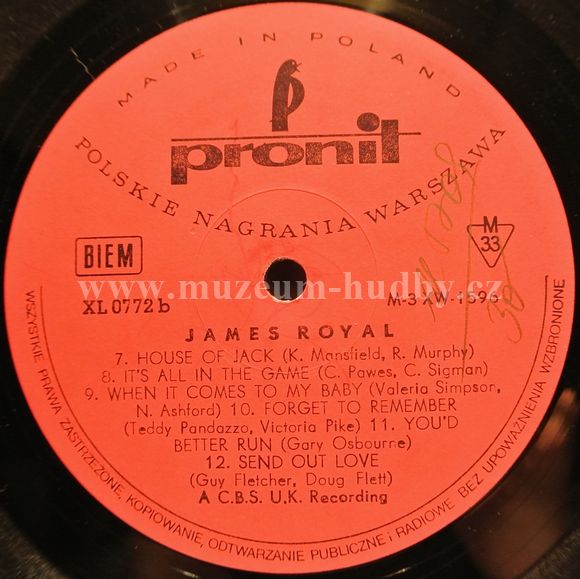 MADE IN POLAND
pronit
POLSKIE NAGRANIA WARSZAWA
BIEM
M
33
www.muzeum-hudby.cz
XL 0772 b
M-3 XW-1596
JAMES ROYAL
7. HOUSE OF JACK (K. Mansfield, R. Murphy)
8. IT'S ALL IN THE GAME (C. Pawes, C. Sigman)
9. WHEN IT COMES TO MY BABY (Valeria Simpson,
N. Ashford) 10. FORGET TO REMEMBER
(Teddy Pandazzo, Victoria Pike) 11. YOU'D
BETTER RUN (Gary Osbourne)
12. SEND OUT LOVE
(Guy Fletcher, Doug Flett)
A C.B.S. U.K. Recording
WSZYSTKIE PRAWA ZASTRZEŻONE, KOPIOWANIE, ODTWARZANIE PUBLICZNE i RADIOWE BEZ UPOWAŻNIENIA WZBRONIONE